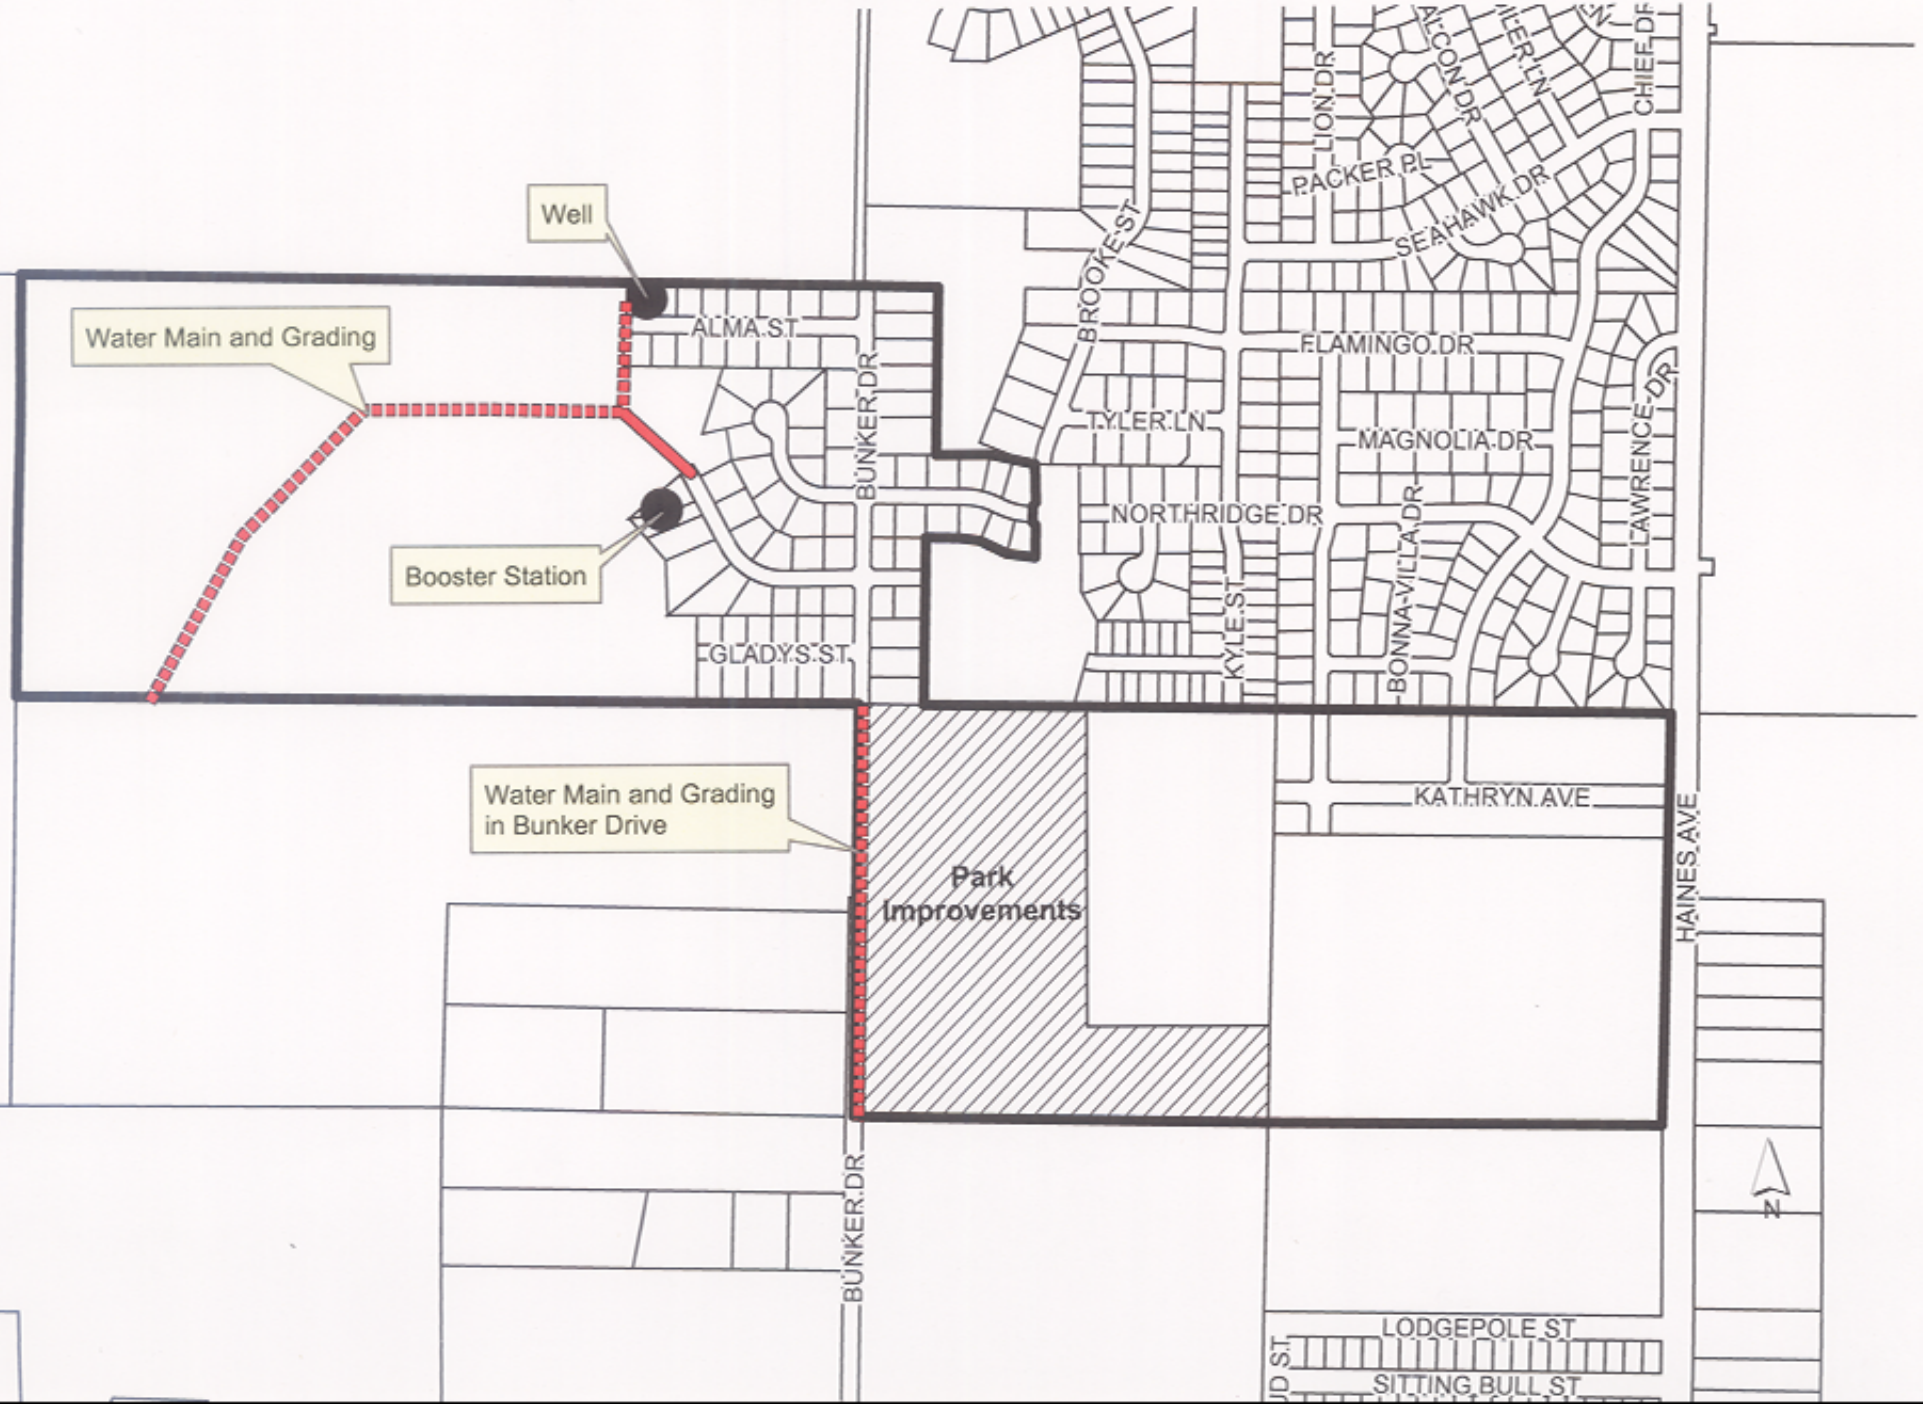 CHIEF DR
LION DR
PACKER PL
SEAHAWK DR
Well
BROOKE ST
Water Main and Grading
ALMA ST
FLAMINGO DR
BUNKER DR
LAWRENCE DR
TYLER LN
MAGNOLIA DR
NORTHRIDGE DR
BONNA VILLA DR
Booster Station
KYLE ST
GLADYS ST
Water Main and Grading
in Bunker Drive
KATHRYN AVE
HAINES AVE
Park
Improvements
N
BUNKER DR
LODGEPOLE ST
SITTING BULL ST